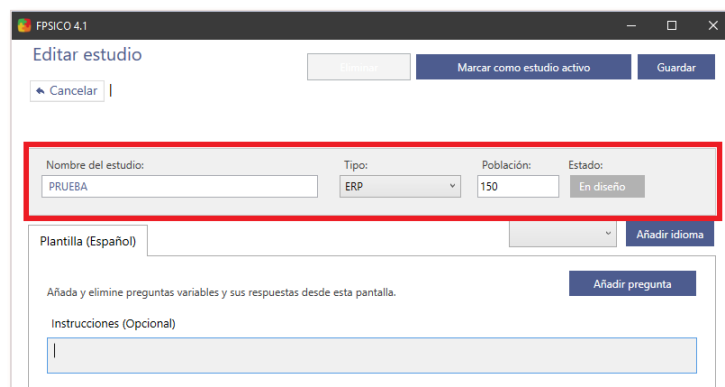 FPSICO 4.1
Editar estudio
Eliminar
Marcar como estudio activo
Guardar
Cancelar
Nombre del estudio:
Tipo:
Población:
Estado:
PRUEBA
ERP
150
En diseño
Plantilla (Español)
Añadir idioma
Añada y elimine preguntas variables y sus respuestas desde esta pantalla.
Añadir pregunta
Instrucciones (Opcional)